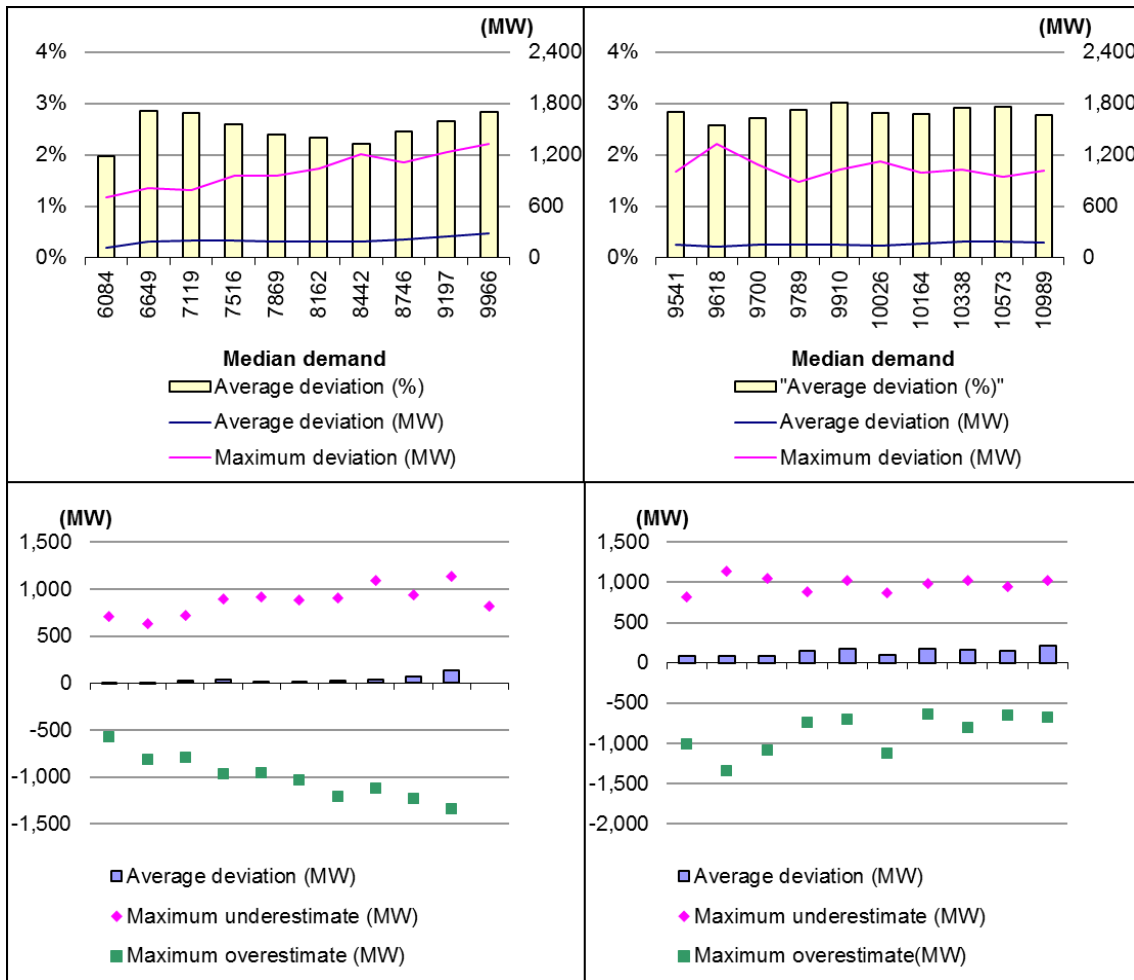 (MW)
4% 2,400
3% 1,800
2% 1,200
1% 600
0% 0
6084 6649 7119 7516 7869 8162 8442 8746 9197 9966
Median demand
Average deviation (%)
Average deviation (MW)
Maximum deviation (MW)
(MW)
4% 2,400
3% 1,800
2% 1,200
1% 600
0% 0
9541 9618 9700 9789 9910 10026 10164 10338 10573 10989
Median demand
"Average deviation (%)"
Average deviation (MW)
Maximum deviation (MW)
(MW)
1,500
1,000
500
0
-500
-1,000
-1,500
Average deviation (MW)
Maximum underestimate (MW)
Maximum overestimate (MW)
(MW)
1,500
1,000
500
0
-500
-1,000
-1,500
-2,000
Average deviation (MW)
Maximum underestimate (MW)
Maximum overestimate(MW)